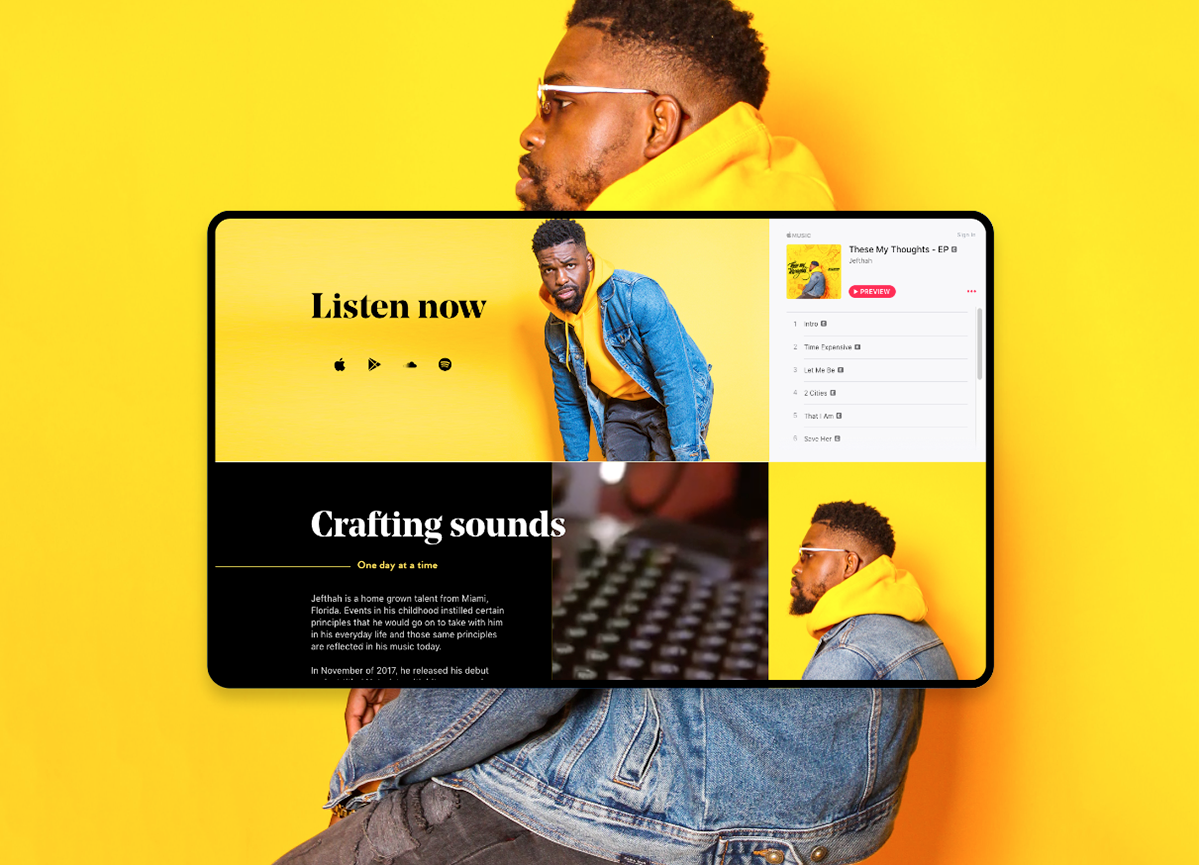 Listen now
MUSIC
Sign In
These My Thoughts - EP E
Jefthah
PREVIEW
1 Intro E
2 Time Expensive E
3 Let Me Be E
4 2 Cities E
5 That I Am E
6 Save Her E
These my
thoughts
Crafting sounds
One day at a time
Jefthah is a home grown talent from Miami,
Florida. Events in his childhood instilled certain
principles that he would go on to take with him
in his everyday life and those same principles
are reflected in his music today.
In November of 2017, he released his debut